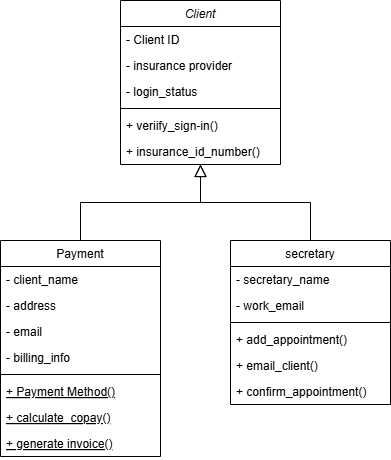 Client
- Client ID
- insurance provider
- login_status
+ veriify_sign-in()
+ insurance_id_number()
Payment
- client_name
- address
- email
- billing_info
+ Payment Method()
+ calculate_copay()
+ generate invoice()
secretary
- secretary_name
- work_email
+ add_appointment()
+ email_client()
+ confirm_appointment()